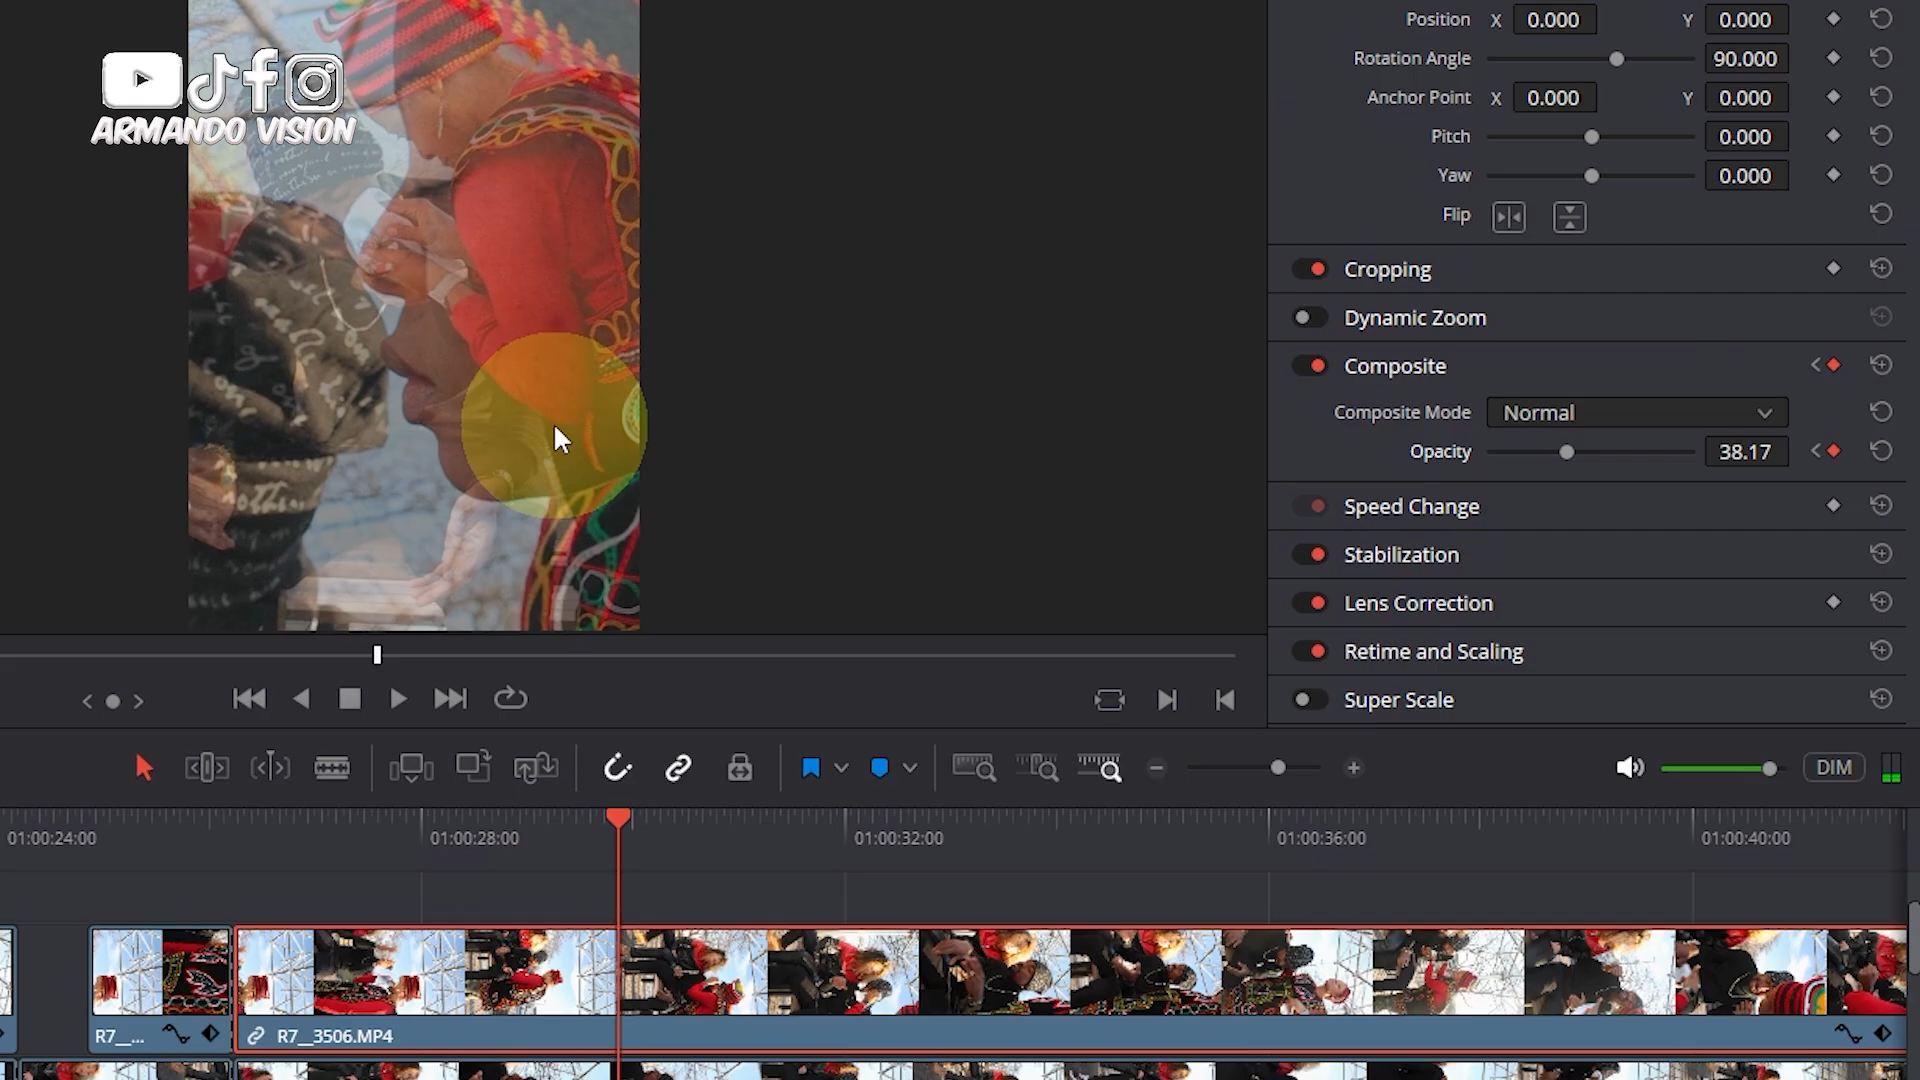 ARMANDO VISION
Position X 0.000 Y 0.000
Rotation Angle 90.000
Anchor Point X 0.000 Y 0.000
Pitch 0.000
Yaw 0.000
Flip
Cropping
Dynamic Zoom
Composite
Composite Mode Normal
Opacity 38.17
Speed Change
Stabilization
Lens Correction
Retime and Scaling
Super Scale
DIM
01:00:24:00 01:00:28:00 01:00:32:00 01:00:36:00 01:00:40:00
R7__... R7__3506.MP4